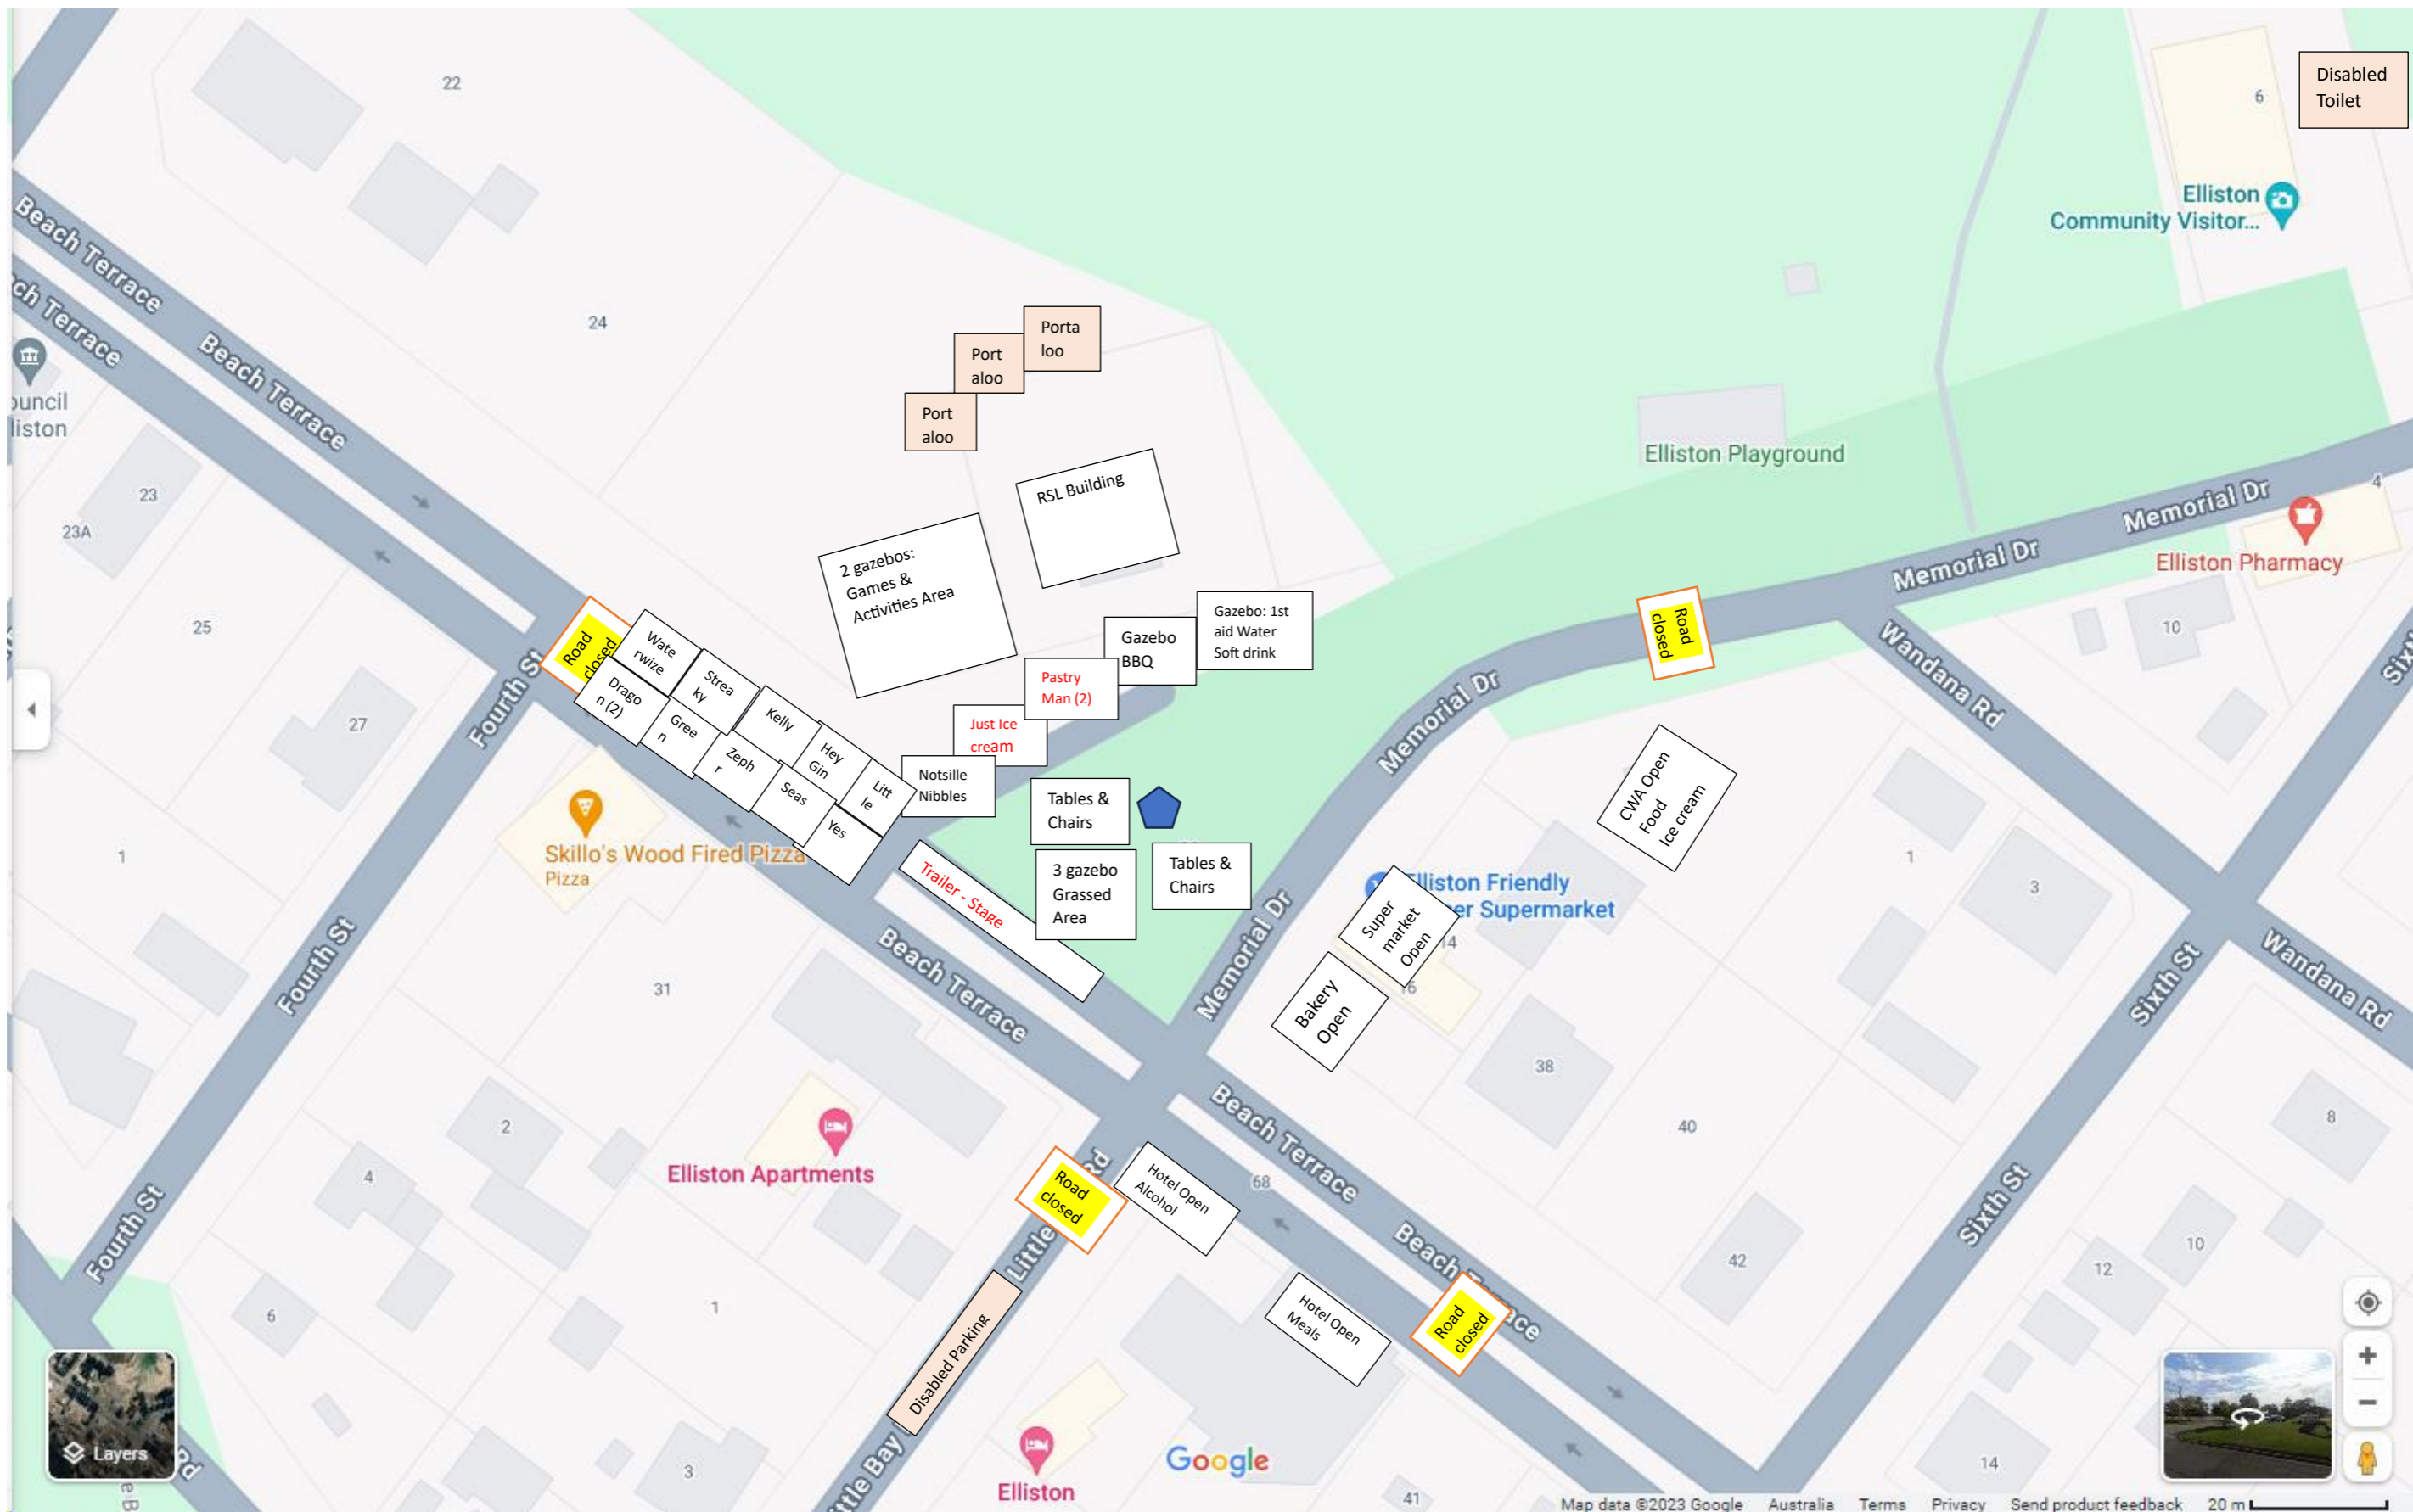 22
6
Disabled
Toilet
Elliston
Community Visitor...
Beach Terrace
Beach Terrace
24
Porta
loo
Port
aloo
Port
aloo
23
23A
25
27
RSL Building
2 gazebos:
Games &
Activities Area
Elliston Playground
Memorial Dr
Memorial Dr
4
Elliston Pharmacy
10
Gazebo: 1st
aid Water
Soft drink
Gazebo
BBQ
Pastry
Man (2)
Just Ice
cream
Notsille
Nibbles
Road
closed
Wate
rwize
Strea
ky
Kelly
Hey
Gin
Litt
le
Drago
n (2)
Gree
n
Zeph
r
Seas
Yes
Fourth St
Skillo's Wood Fired Pizza
Pizza
Trailer - Stage
Tables &
Chairs
3 gazebo
Grassed
Area
Tables &
Chairs
Memorial Dr
Memorial Dr
Road
closed
Wandana Rd
CWA Open
Food
Ice cream
Elliston Friendly
Supermarket
Super
market
Open
14
16
Bakery
Open
1
3
1
31
Fourth St
Beach Terrace
38
40
Sixth St
Wandana Rd
8
2
4
Elliston Apartments
Road
closed
Little
Hotel Open
Alcohol
68
Beach Terrace
Beach
Road
closed
Hotel Open
Meals
42
Sixth St
10
12
Fourth St
6
1
Disabled Parking
3
Elliston
41
14
Layers
Rd
Google
Map data ©2023 Google Australia Terms Privacy Send product feedback 20 m